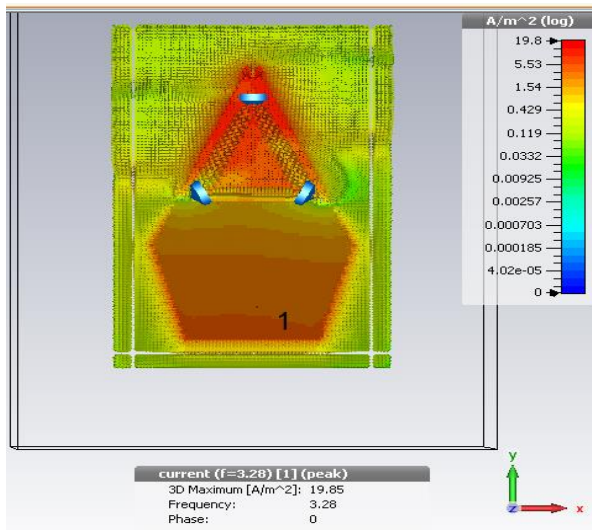 A/m^2 (log)
19.8
5.53
1.54
0.429
0.119
0.0332
0.00925
0.00257
0.000703
0.000185
4.02e-05
0
1
current (f=3.28) [1] (peak)
3D Maximum [A/m^2]: 19.85
Frequency: 3.28
Phase: 0
y
z
x